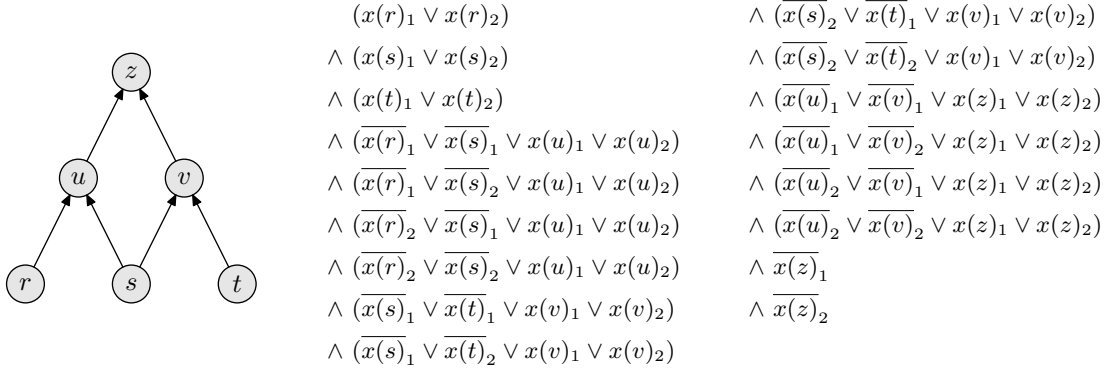 z
u v
r s t
(x(r)₁ ∨ x(r)₂)
∧ (x(s)₁ ∨ x(s)₂)
∧ (x(t)₁ ∨ x(t)₂)
∧ (x̅(̅r̅)̅₁ ∨ x̅(̅s̅)̅₁ ∨ x(u)₁ ∨ x(u)₂)
∧ (x̅(̅r̅)̅₁ ∨ x̅(̅s̅)̅₂ ∨ x(u)₁ ∨ x(u)₂)
∧ (x̅(̅r̅)̅₂ ∨ x̅(̅s̅)̅₁ ∨ x(u)₁ ∨ x(u)₂)
∧ (x̅(̅r̅)̅₂ ∨ x̅(̅s̅)̅₂ ∨ x(u)₁ ∨ x(u)₂)
∧ (x̅(̅s̅)̅₁ ∨ x̅(̅t̅)̅₁ ∨ x(v)₁ ∨ x(v)₂)
∧ (x̅(̅s̅)̅₁ ∨ x̅(̅t̅)̅₂ ∨ x(v)₁ ∨ x(v)₂)
∧ (x̅(̅s̅)̅₂ ∨ x̅(̅t̅)̅₁ ∨ x(v)₁ ∨ x(v)₂)
∧ (x̅(̅s̅)̅₂ ∨ x̅(̅t̅)̅₂ ∨ x(v)₁ ∨ x(v)₂)
∧ (x̅(̅u̅)̅₁ ∨ x̅(̅v̅)̅₁ ∨ x(z)₁ ∨ x(z)₂)
∧ (x̅(̅u̅)̅₁ ∨ x̅(̅v̅)̅₂ ∨ x(z)₁ ∨ x(z)₂)
∧ (x̅(̅u̅)̅₂ ∨ x̅(̅v̅)̅₁ ∨ x(z)₁ ∨ x(z)₂)
∧ (x̅(̅u̅)̅₂ ∨ x̅(̅v̅)̅₂ ∨ x(z)₁ ∨ x(z)₂)
∧ x̅(̅z̅)̅₁
∧ x̅(̅z̅)̅₂